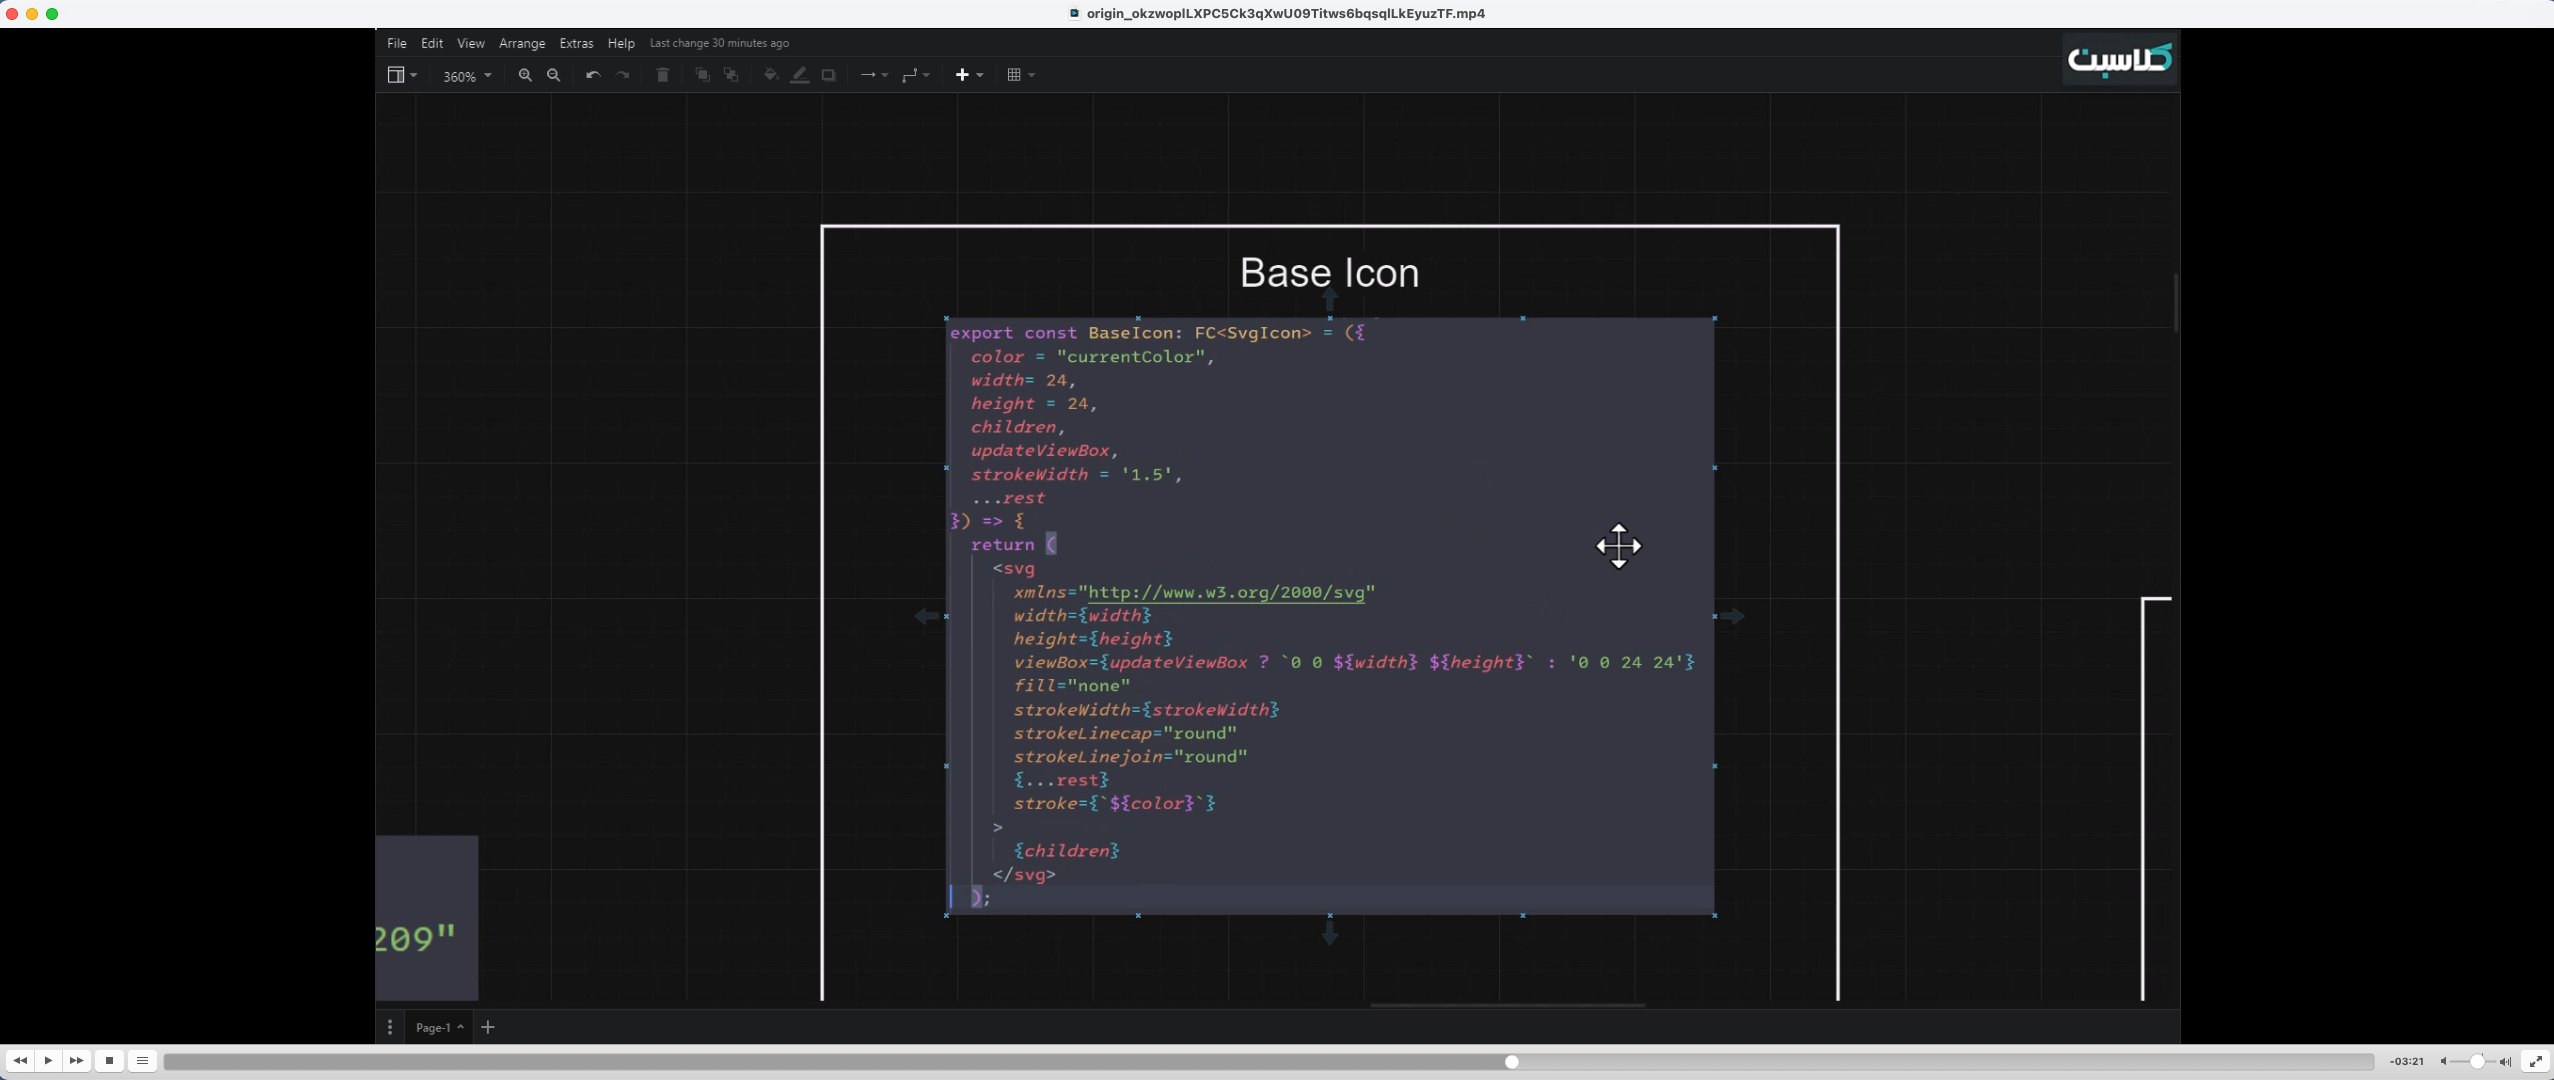 origin_okzwoplLXPC5Ck3qXwU09Titws6bqsqlLkEyuzTF.mp4
File Edit View Arrange Extras Help Last change 30 minutes ago
کلاسبن
360%
Base Icon
export const BaseIcon: FC<SvgIcon> = ({
color = "currentColor",
width= 24,
height = 24,
children,
updateViewBox,
strokeWidth = '1.5',
...rest
}) => {
return (
<svg
xmlns="http://www.w3.org/2000/svg"
width={width}
height={height}
viewBox={updateViewBox ? `0 0 ${width} ${height}` : '0 0 24 24'}
fill="none"
strokeWidth={strokeWidth}
strokeLinecap="round"
strokeLinejoin="round"
{...rest}
stroke={`${color}`}
>
{children}
</svg>
);
209"
Page-1
-03:21